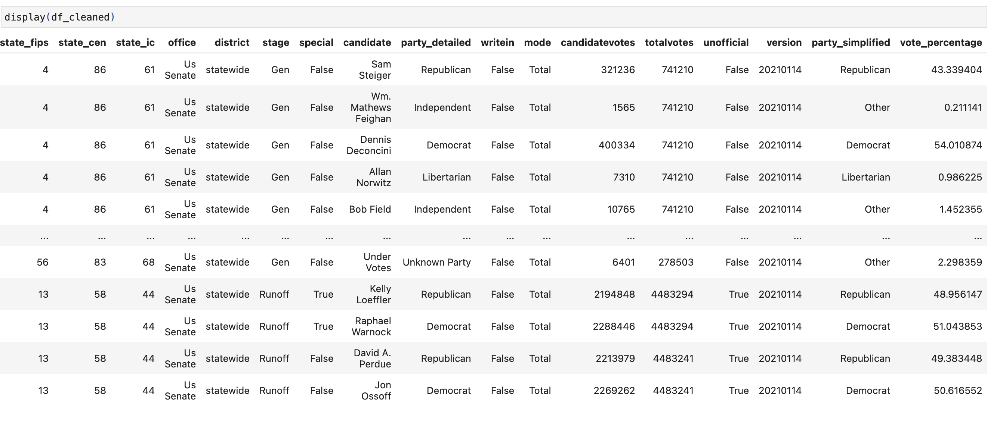 display(df_cleaned)
state_fips state_cen state_ic office district stage special candidate party_detailed writein mode candidatevotes totalvotes unofficial version party_simplified vote_percentage
4 86 61 Us Senate statewide Gen False Sam Steiger Republican False Total 321236 741210 False 20210114 Republican 43.339404
4 86 61 Us Senate statewide Gen False Wm. Mathews Feighan Independent False Total 1565 741210 False 20210114 Other 0.211141
4 86 61 Us Senate statewide Gen False Dennis Deconcini Democrat False Total 400334 741210 False 20210114 Democrat 54.010874
4 86 61 Us Senate statewide Gen False Allan Norwitz Libertarian False Total 7310 741210 False 20210114 Libertarian 0.986225
4 86 61 Us Senate statewide Gen False Bob Field Independent False Total 10765 741210 False 20210114 Other 1.452355
... ... ... ... ... ... ... ... ... ... ... ... ... ... ... ... ...
56 83 68 Us Senate statewide Gen False Under Votes Unknown Party False Total 6401 278503 False 20210114 Other 2.298359
13 58 44 Us Senate statewide Runoff True Kelly Loeffler Republican False Total 2194848 4483294 True 20210114 Republican 48.956147
13 58 44 Us Senate statewide Runoff True Raphael Warnock Democrat False Total 2288446 4483294 True 20210114 Democrat 51.043853
13 58 44 Us Senate statewide Runoff False David A. Perdue Republican False Total 2213979 4483241 True 20210114 Republican 49.383448
13 58 44 Us Senate statewide Runoff False Jon Ossoff Democrat False Total 2269262 4483241 True 20210114 Democrat 50.616552